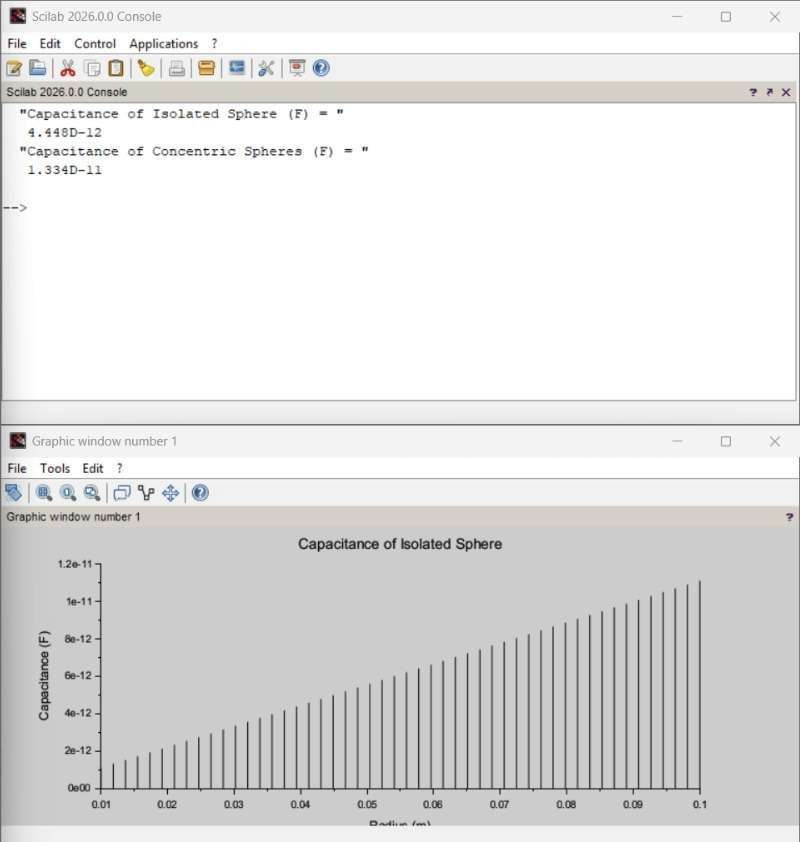 Scilab 2026.0.0 Console
File Edit Control Applications ?
Scilab 2026.0.0 Console
"Capacitance of Isolated Sphere (F) = "
4.448D-12
"Capacitance of Concentric Spheres (F) = "
1.334D-11
-->
Graphic window number 1
File Tools Edit ?
Graphic window number 1
Capacitance of Isolated Sphere
1.2e-11
1e-11
8e-12
6e-12
4e-12
2e-12
0e00
Capacitance (F)
0.01 0.02 0.03 0.04 0.05 0.06 0.07 0.08 0.09 0.1
Radius (m)